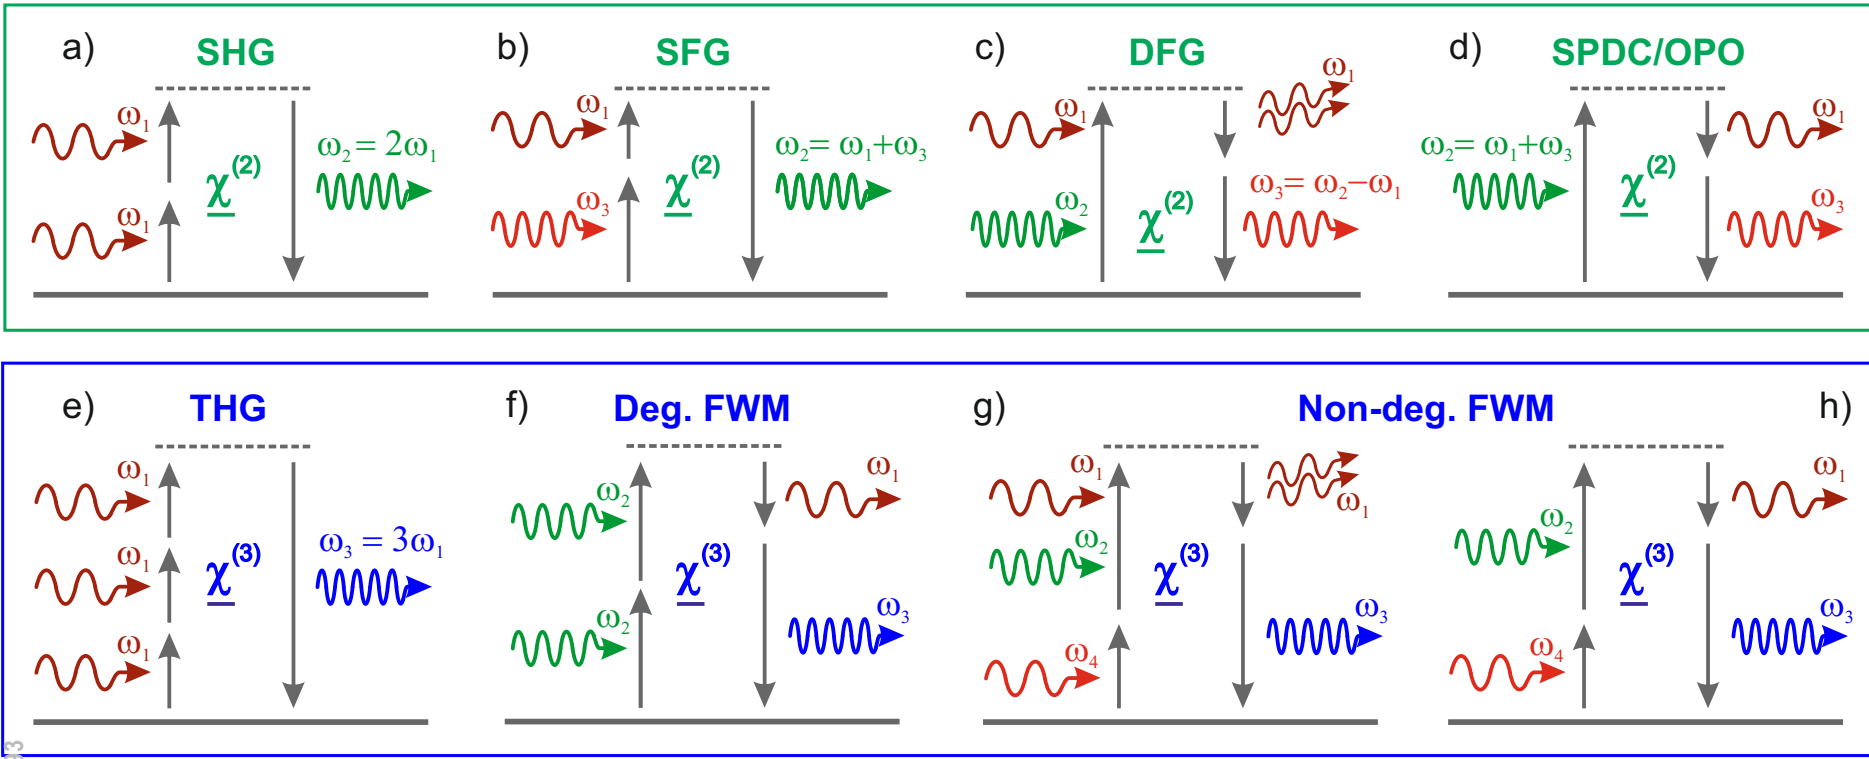 a) SHG
ω₁
ω₁
χ⁽²⁾
ω₂ = 2ω₁
b) SFG
ω₁
ω₃
χ⁽²⁾
ω₂= ω₁+ω₃
c) DFG
ω₁
ω₂
χ⁽²⁾
ω₁
ω₃= ω₂−ω₁
d) SPDC/OPO
ω₂= ω₁+ω₃
χ⁽²⁾
ω₁
ω₃
e) THG
ω₁
ω₁
ω₁
χ⁽³⁾
ω₃ = 3ω₁
f) Deg. FWM
ω₂
ω₂
χ⁽³⁾
ω₁
ω₃
g) Non-deg. FWM h)
ω₁
ω₂
ω₄
χ⁽³⁾
ω₁
ω₃
ω₂
ω₄
χ⁽³⁾
ω₁
ω₃